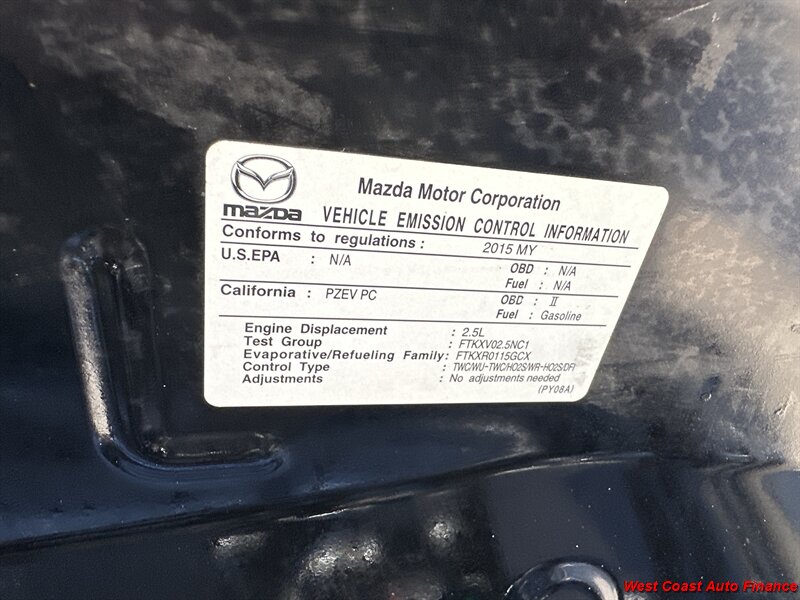 Mazda Motor Corporation
mazda
VEHICLE EMISSION CONTROL INFORMATION
Conforms to regulations : 2015 MY
U.S.EPA : N/A
OBD : N/A
Fuel : N/A
California : PZEV PC
OBD : II
Fuel : Gasoline
Engine Displacement : 2.5L
Test Group : FTKXV02.5NC1
Evaporative/Refueling Family: FTKXR0115GCX
Control Type : TWC/WU-TWC/HO2S/WR-HO2S/DFI
Adjustments : No adjustments needed
(PY08A)
West Coast Auto Finance